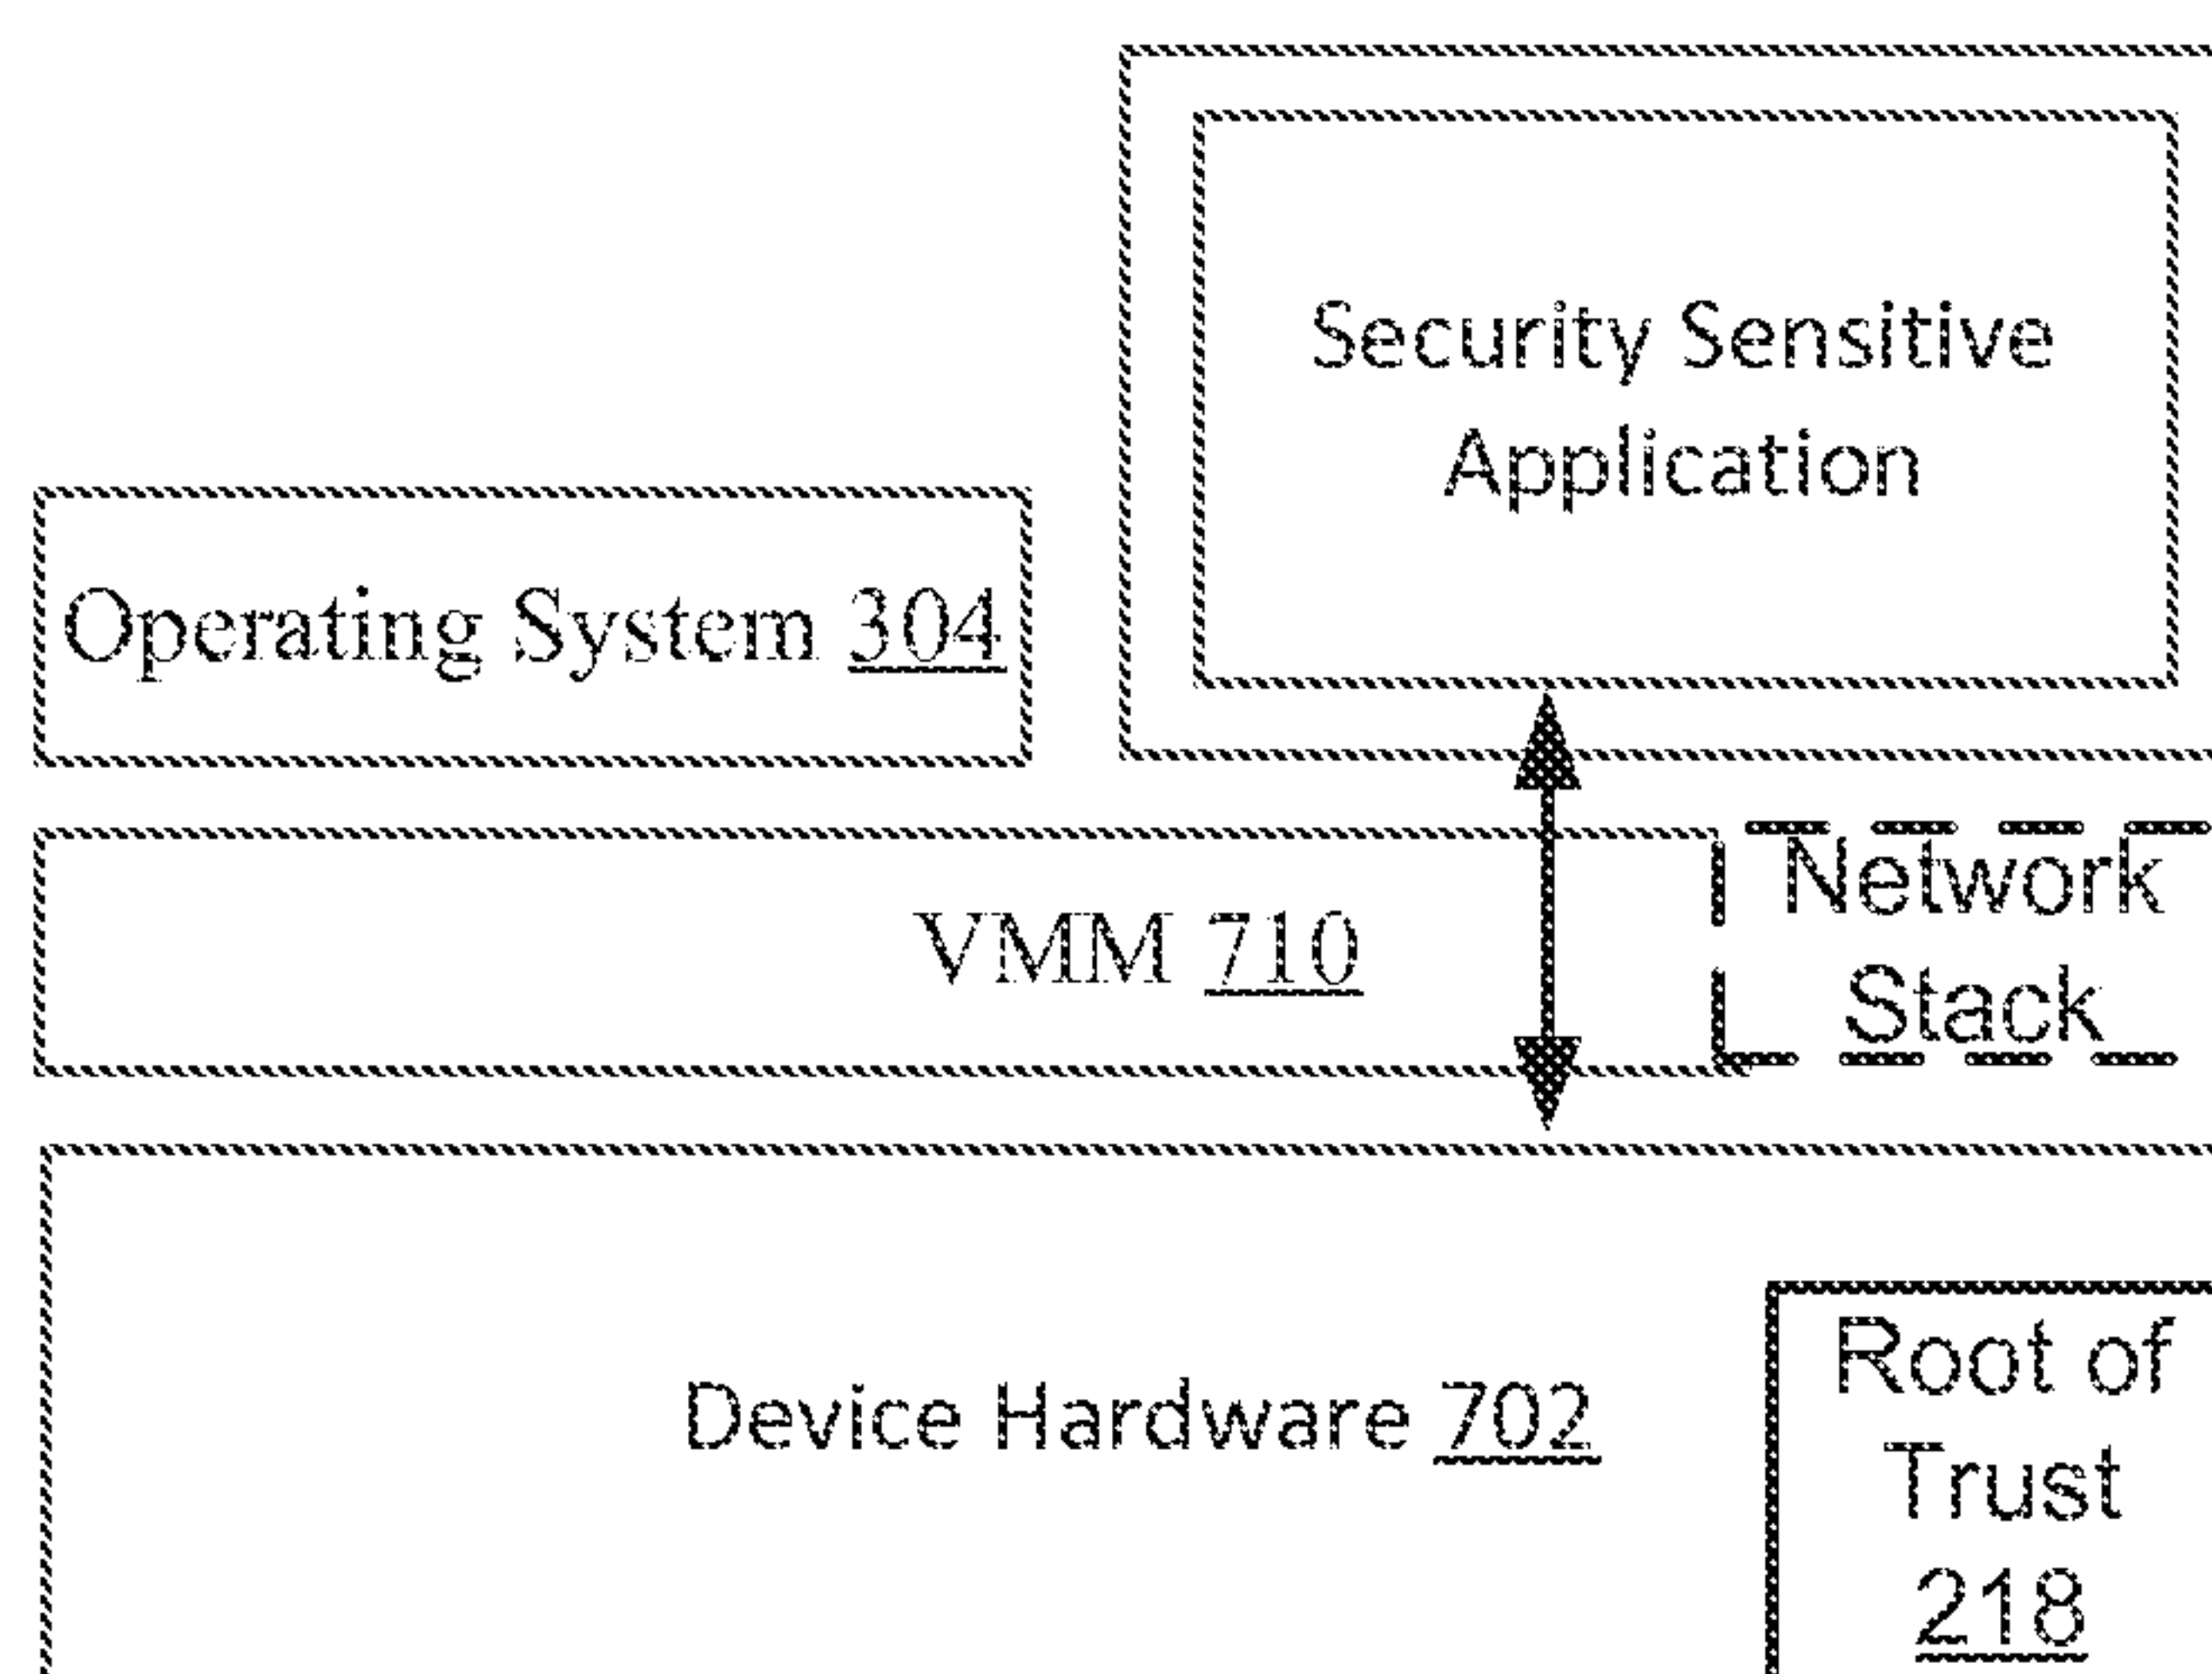 Security Sensitive
Application
Operating System 304
VMM 710
Network
Stack
Device Hardware 702
Root of
Trust
218